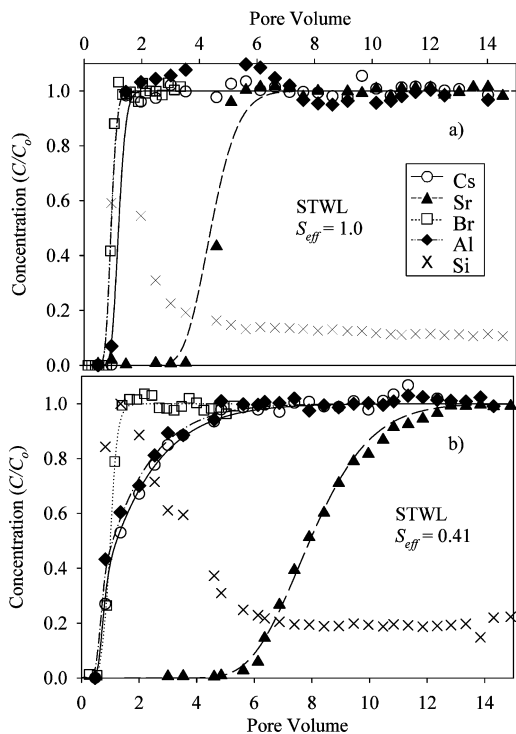 Pore Volume
0 2 4 6 8 10 12 14
Concentration (C/Co)
1.0
0.8
0.6
0.4
0.2
0.0
a)
STWL
Seff = 1.0
Cs
Sr
Br
Al
Si
Concentration (C/Co)
1.0
0.8
0.6
0.4
0.2
0.0
b)
STWL
Seff = 0.41
0 2 4 6 8 10 12 14
Pore Volume